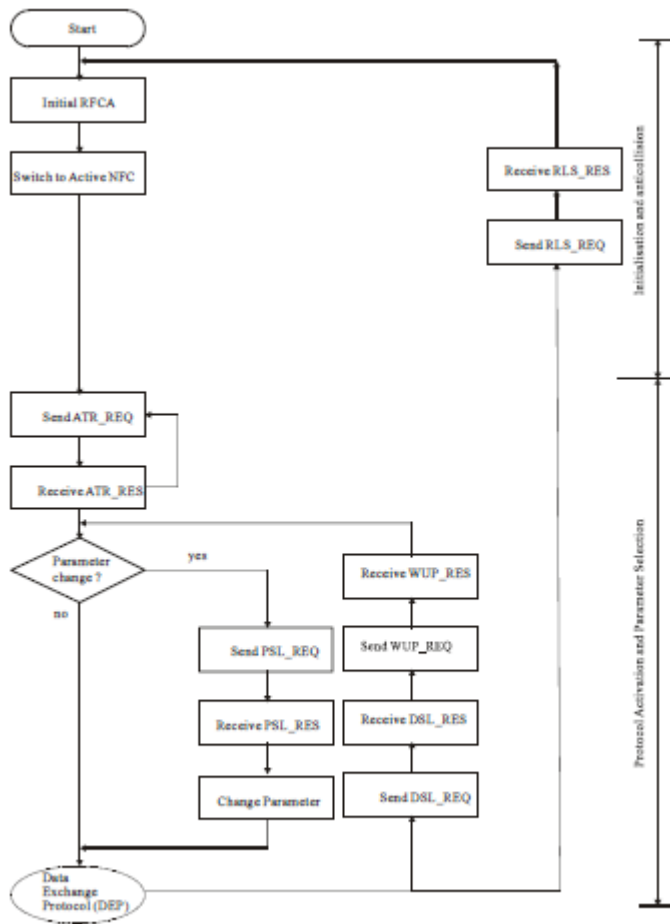 Start
Initial RFCA
Switch to Active NFC
Receive RLS_RES
Send RLS_REQ
Initialisation and anticollision
Send ATR_REQ
Receive ATR_RES
Parameter
change ?
yes
no
Receive WUP_RES
Send PSL_REQ
Send WUP_REQ
Receive PSL_RES
Receive DSL_RES
Change Parameter
Send DSL_REQ
Protocol Activation and Parameter Selection
Data
Exchange
Protocol (DEP)